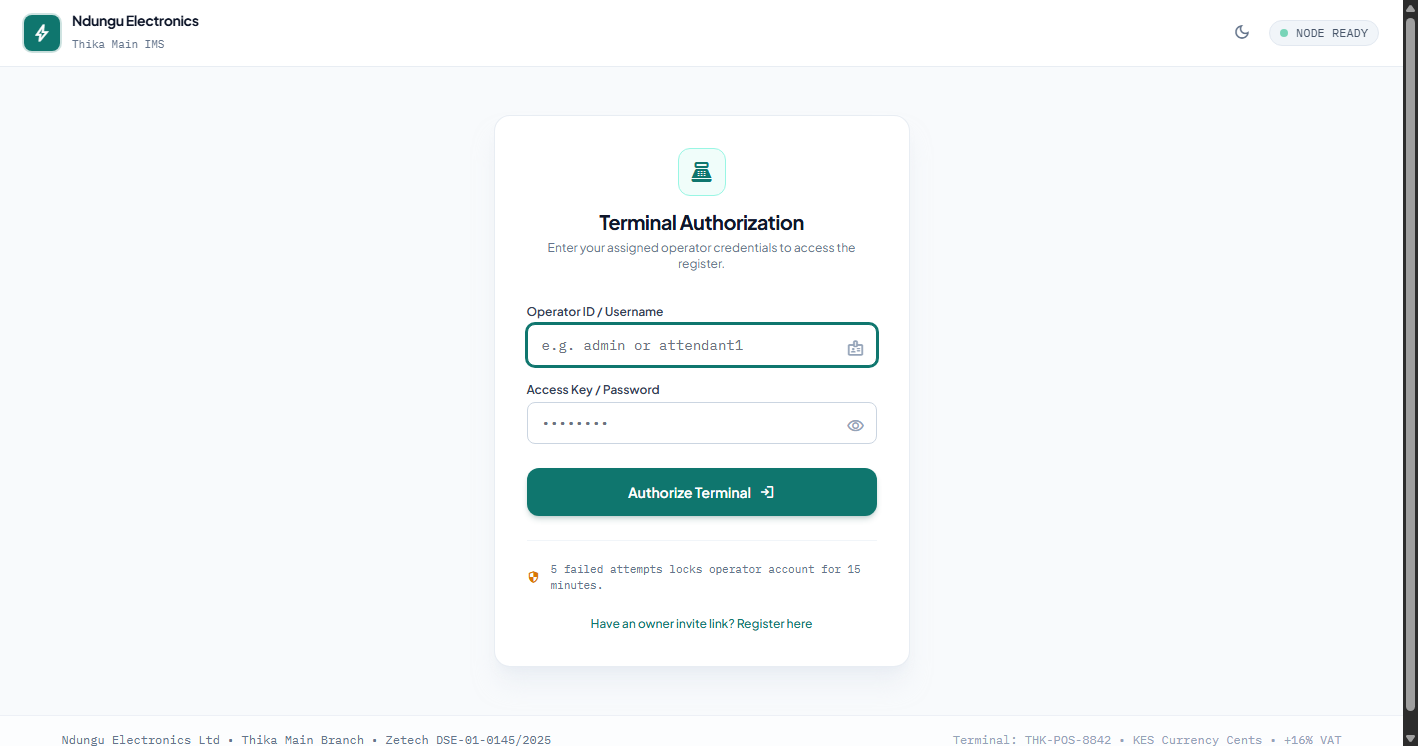 Ndungu Electronics
Thika Main IMS
NODE READY
Terminal Authorization
Enter your assigned operator credentials to access the
register.
Operator ID / Username
e.g. admin or attendant1
Access Key / Password
••••••••
Authorize Terminal
5 failed attempts locks operator account for 15
minutes.
Have an owner invite link? Register here
Ndungu Electronics Ltd • Thika Main Branch • Zetech DSE-01-0145/2025
Terminal: THK-POS-8842 • KES Currency Cents • +16% VAT